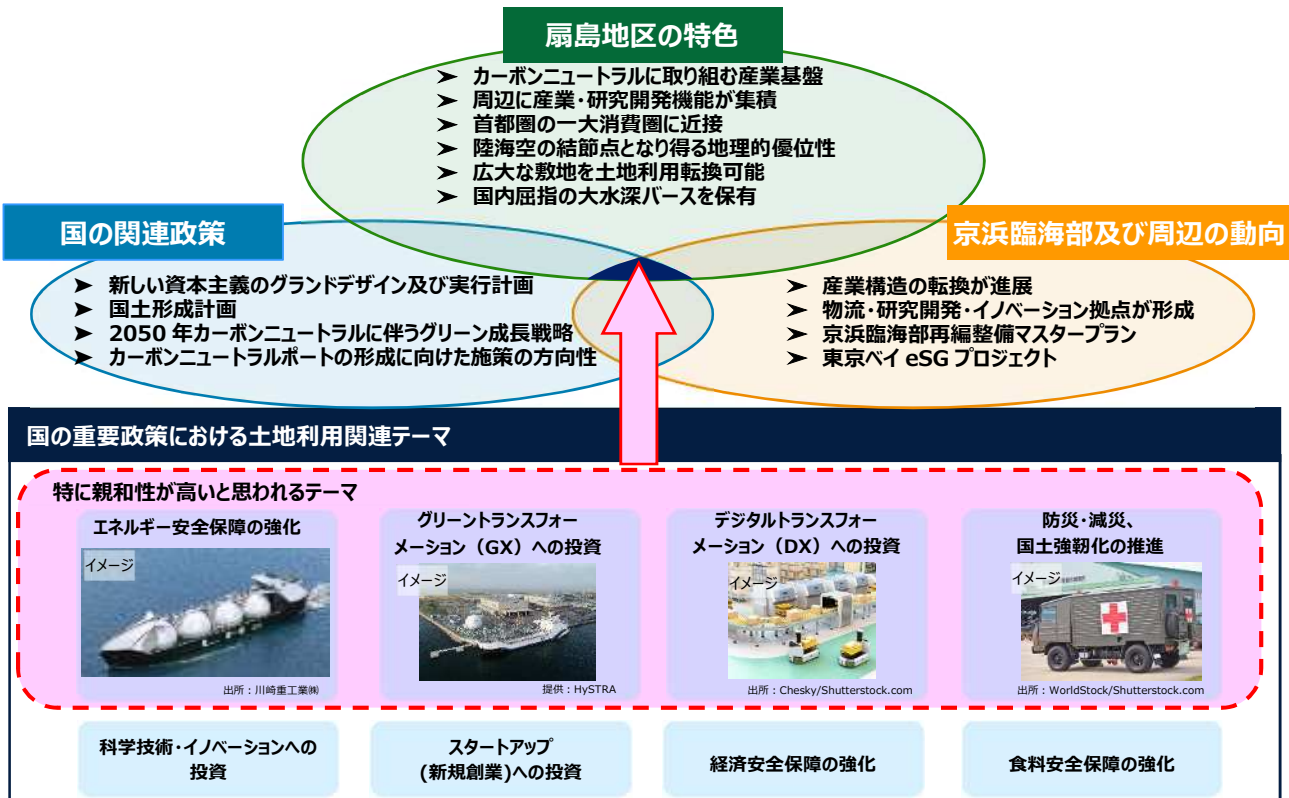 扇島地区の特色
➤ カーボンニュートラルに取り組む産業基盤
➤ 周辺に産業・研究開発機能が集積
➤ 首都圏の一大消費圏に近接
➤ 陸海空の結節点となり得る地理的優位性
➤ 広大な敷地を土地利用転換可能
➤ 国内屈指の大水深バースを保有
国の関連政策
➤ 新しい資本主義のグランドデザイン及び実行計画
➤ 国土形成計画
➤ 2050 年カーボンニュートラルに伴うグリーン成長戦略
➤ カーボンニュートラルポートの形成に向けた施策の方向性
京浜臨海部及び周辺の動向
➤ 産業構造の転換が進展
➤ 物流・研究開発・イノベーション拠点が形成
➤ 京浜臨海部再編整備マスタープラン
➤ 東京ベイ eSG プロジェクト
国の重要政策における土地利用関連テーマ
特に親和性が高いと思われるテーマ
エネルギー安全保障の強化
イメージ
出所：川崎重工業㈱
グリーントランスフォー
メーション（GX）への投資
イメージ
提供：HySTRA
デジタルトランスフォー
メーション（DX）への投資
イメージ
出所：Chesky/Shutterstock.com
防災・減災、
国土強靭化の推進
イメージ
出所：WorldStock/Shutterstock.com
科学技術・イノベーションへの
投資
スタートアップ
(新規創業)への投資
経済安全保障の強化
食料安全保障の強化